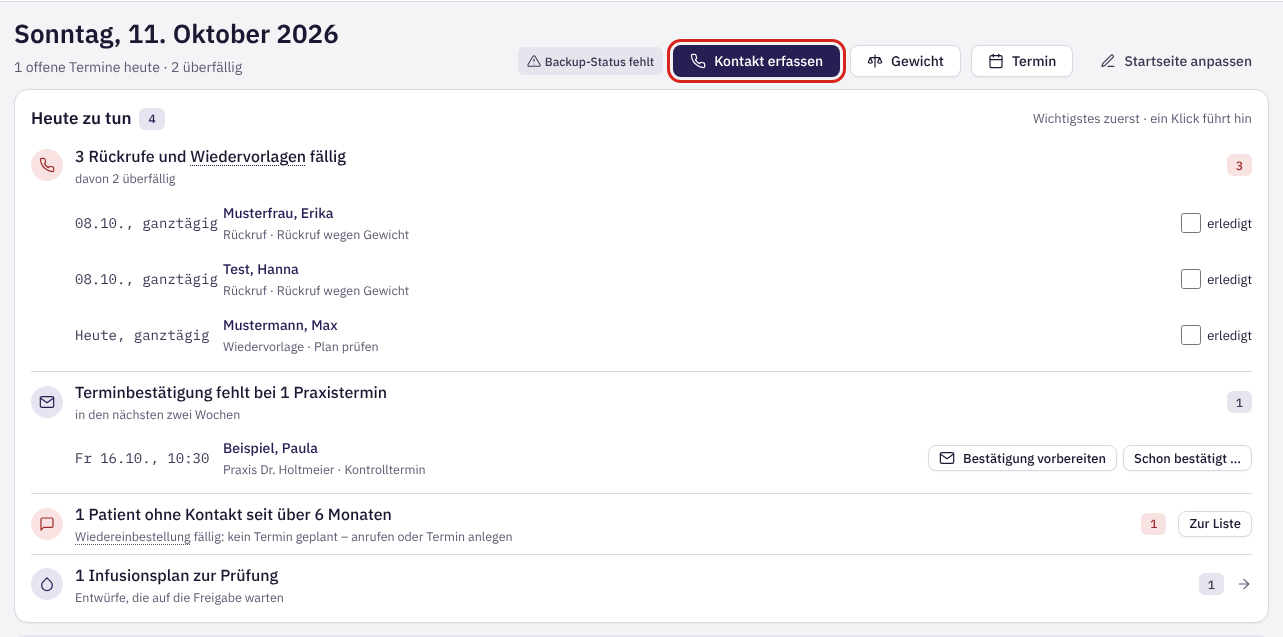 Sonntag, 11. Oktober 2026
1 offene Termine heute · 2 überfällig
Backup-Status fehlt
Kontakt erfassen
Gewicht
Termin
Startseite anpassen
Heute zu tun 4
Wichtigstes zuerst · ein Klick führt hin
3 Rückrufe und Wiedervorlagen fällig
davon 2 überfällig
3
08.10., ganztägig
Musterfrau, Erika
Rückruf · Rückruf wegen Gewicht
erledigt
08.10., ganztägig
Test, Hanna
Rückruf · Rückruf wegen Gewicht
erledigt
Heute, ganztägig
Mustermann, Max
Wiedervorlage · Plan prüfen
erledigt
Terminbestätigung fehlt bei 1 Praxistermin
in den nächsten zwei Wochen
1
Fr 16.10., 10:30
Beispiel, Paula
Praxis Dr. Holtmeier · Kontrolltermin
Bestätigung vorbereiten
Schon bestätigt ...
1 Patient ohne Kontakt seit über 6 Monaten
Wiedereinbestellung fällig: kein Termin geplant – anrufen oder Termin anlegen
1
Zur Liste
1 Infusionsplan zur Prüfung
Entwürfe, die auf die Freigabe warten
1